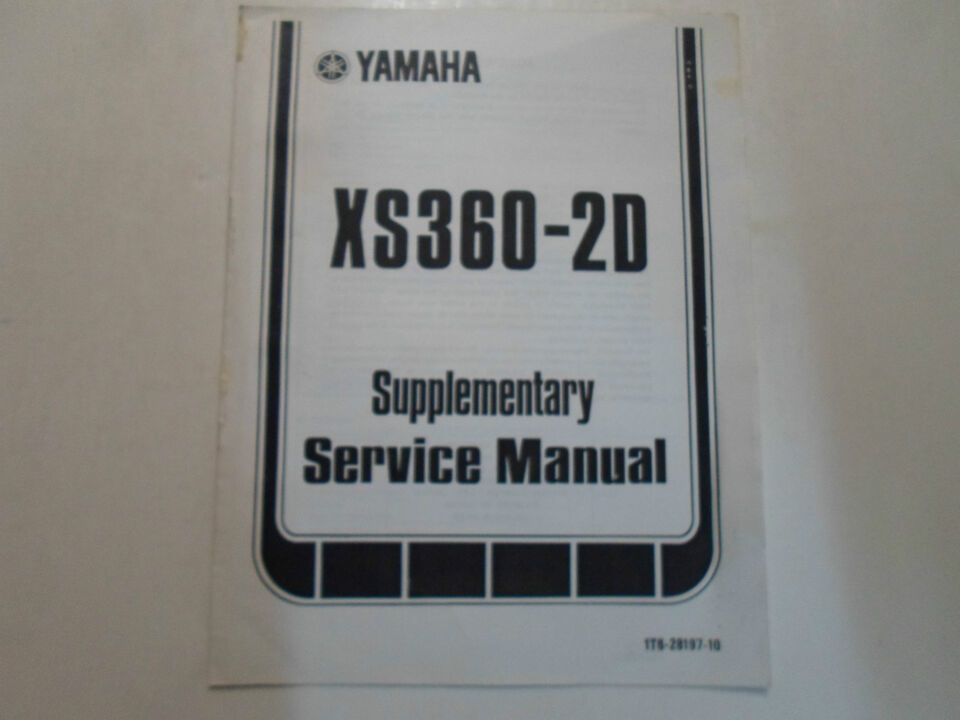 YAMAHA
XS360-2D
Supplementary
Service Manual
1T6-28197-10